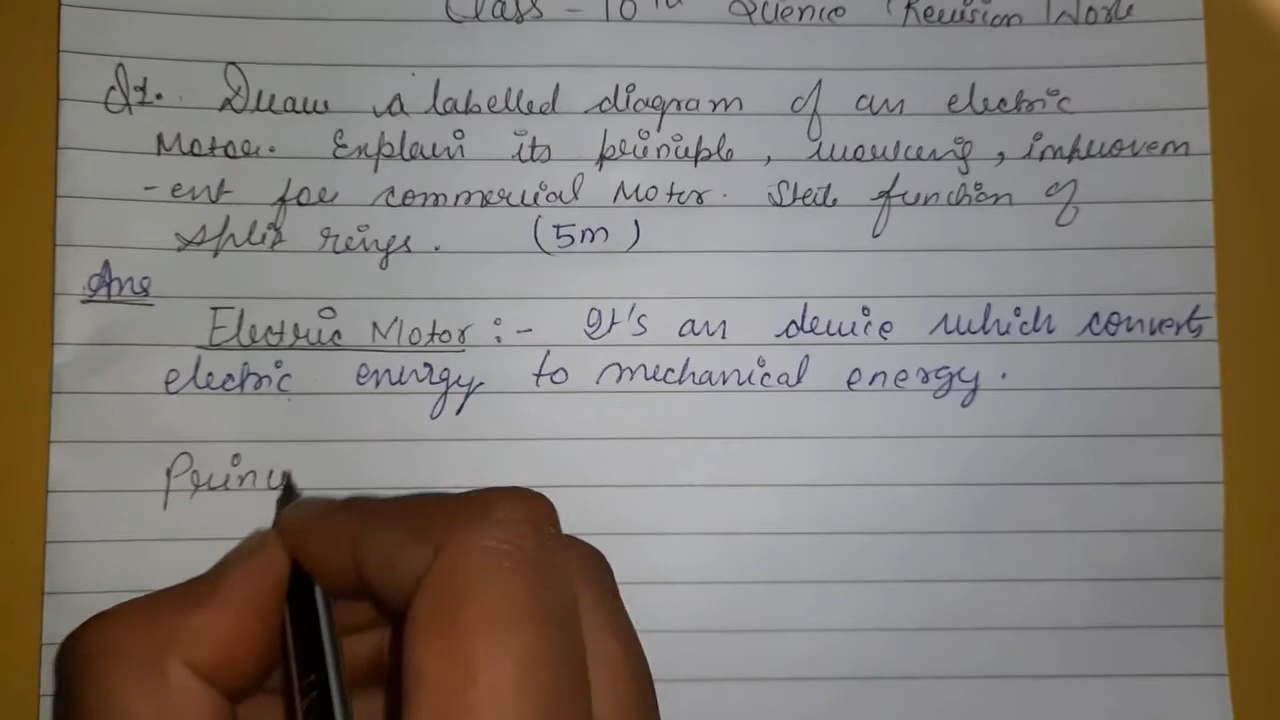 Class - 10th Science Revision Work
Q1. Draw a labelled diagram of an electric
Motor. Explain its principle, working, improvem
-ent for commercial Motor. State function of
split rings. (5m)
Ans
Electric Motor :- It's an device which converts
electric energy to mechanical energy.
Princ